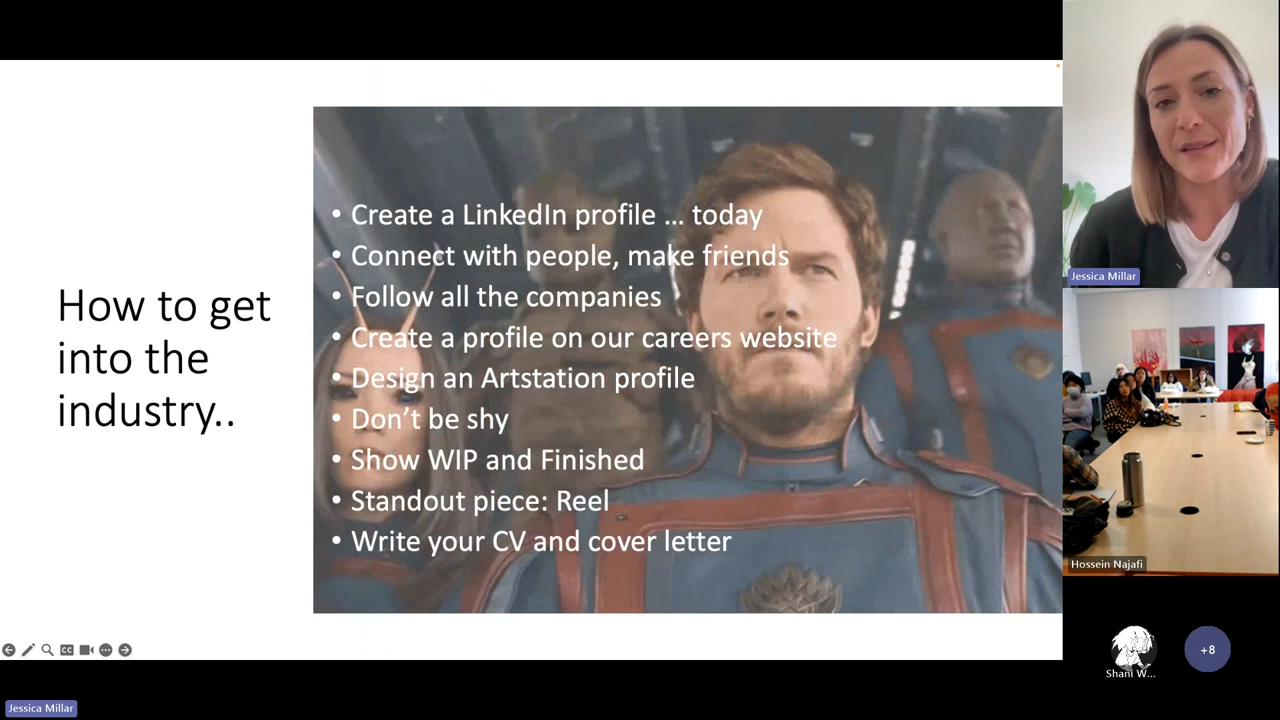 How to get
into the
industry..
• Create a LinkedIn profile ... today
• Connect with people, make friends
• Follow all the companies
• Create a profile on our careers website
• Design an Artstation profile
• Don't be shy
• Show WIP and Finished
• Standout piece: Reel
• Write your CV and cover letter
Jessica Millar
Hossein Najafi
Shani W...
+8
CC
Jessica Millar